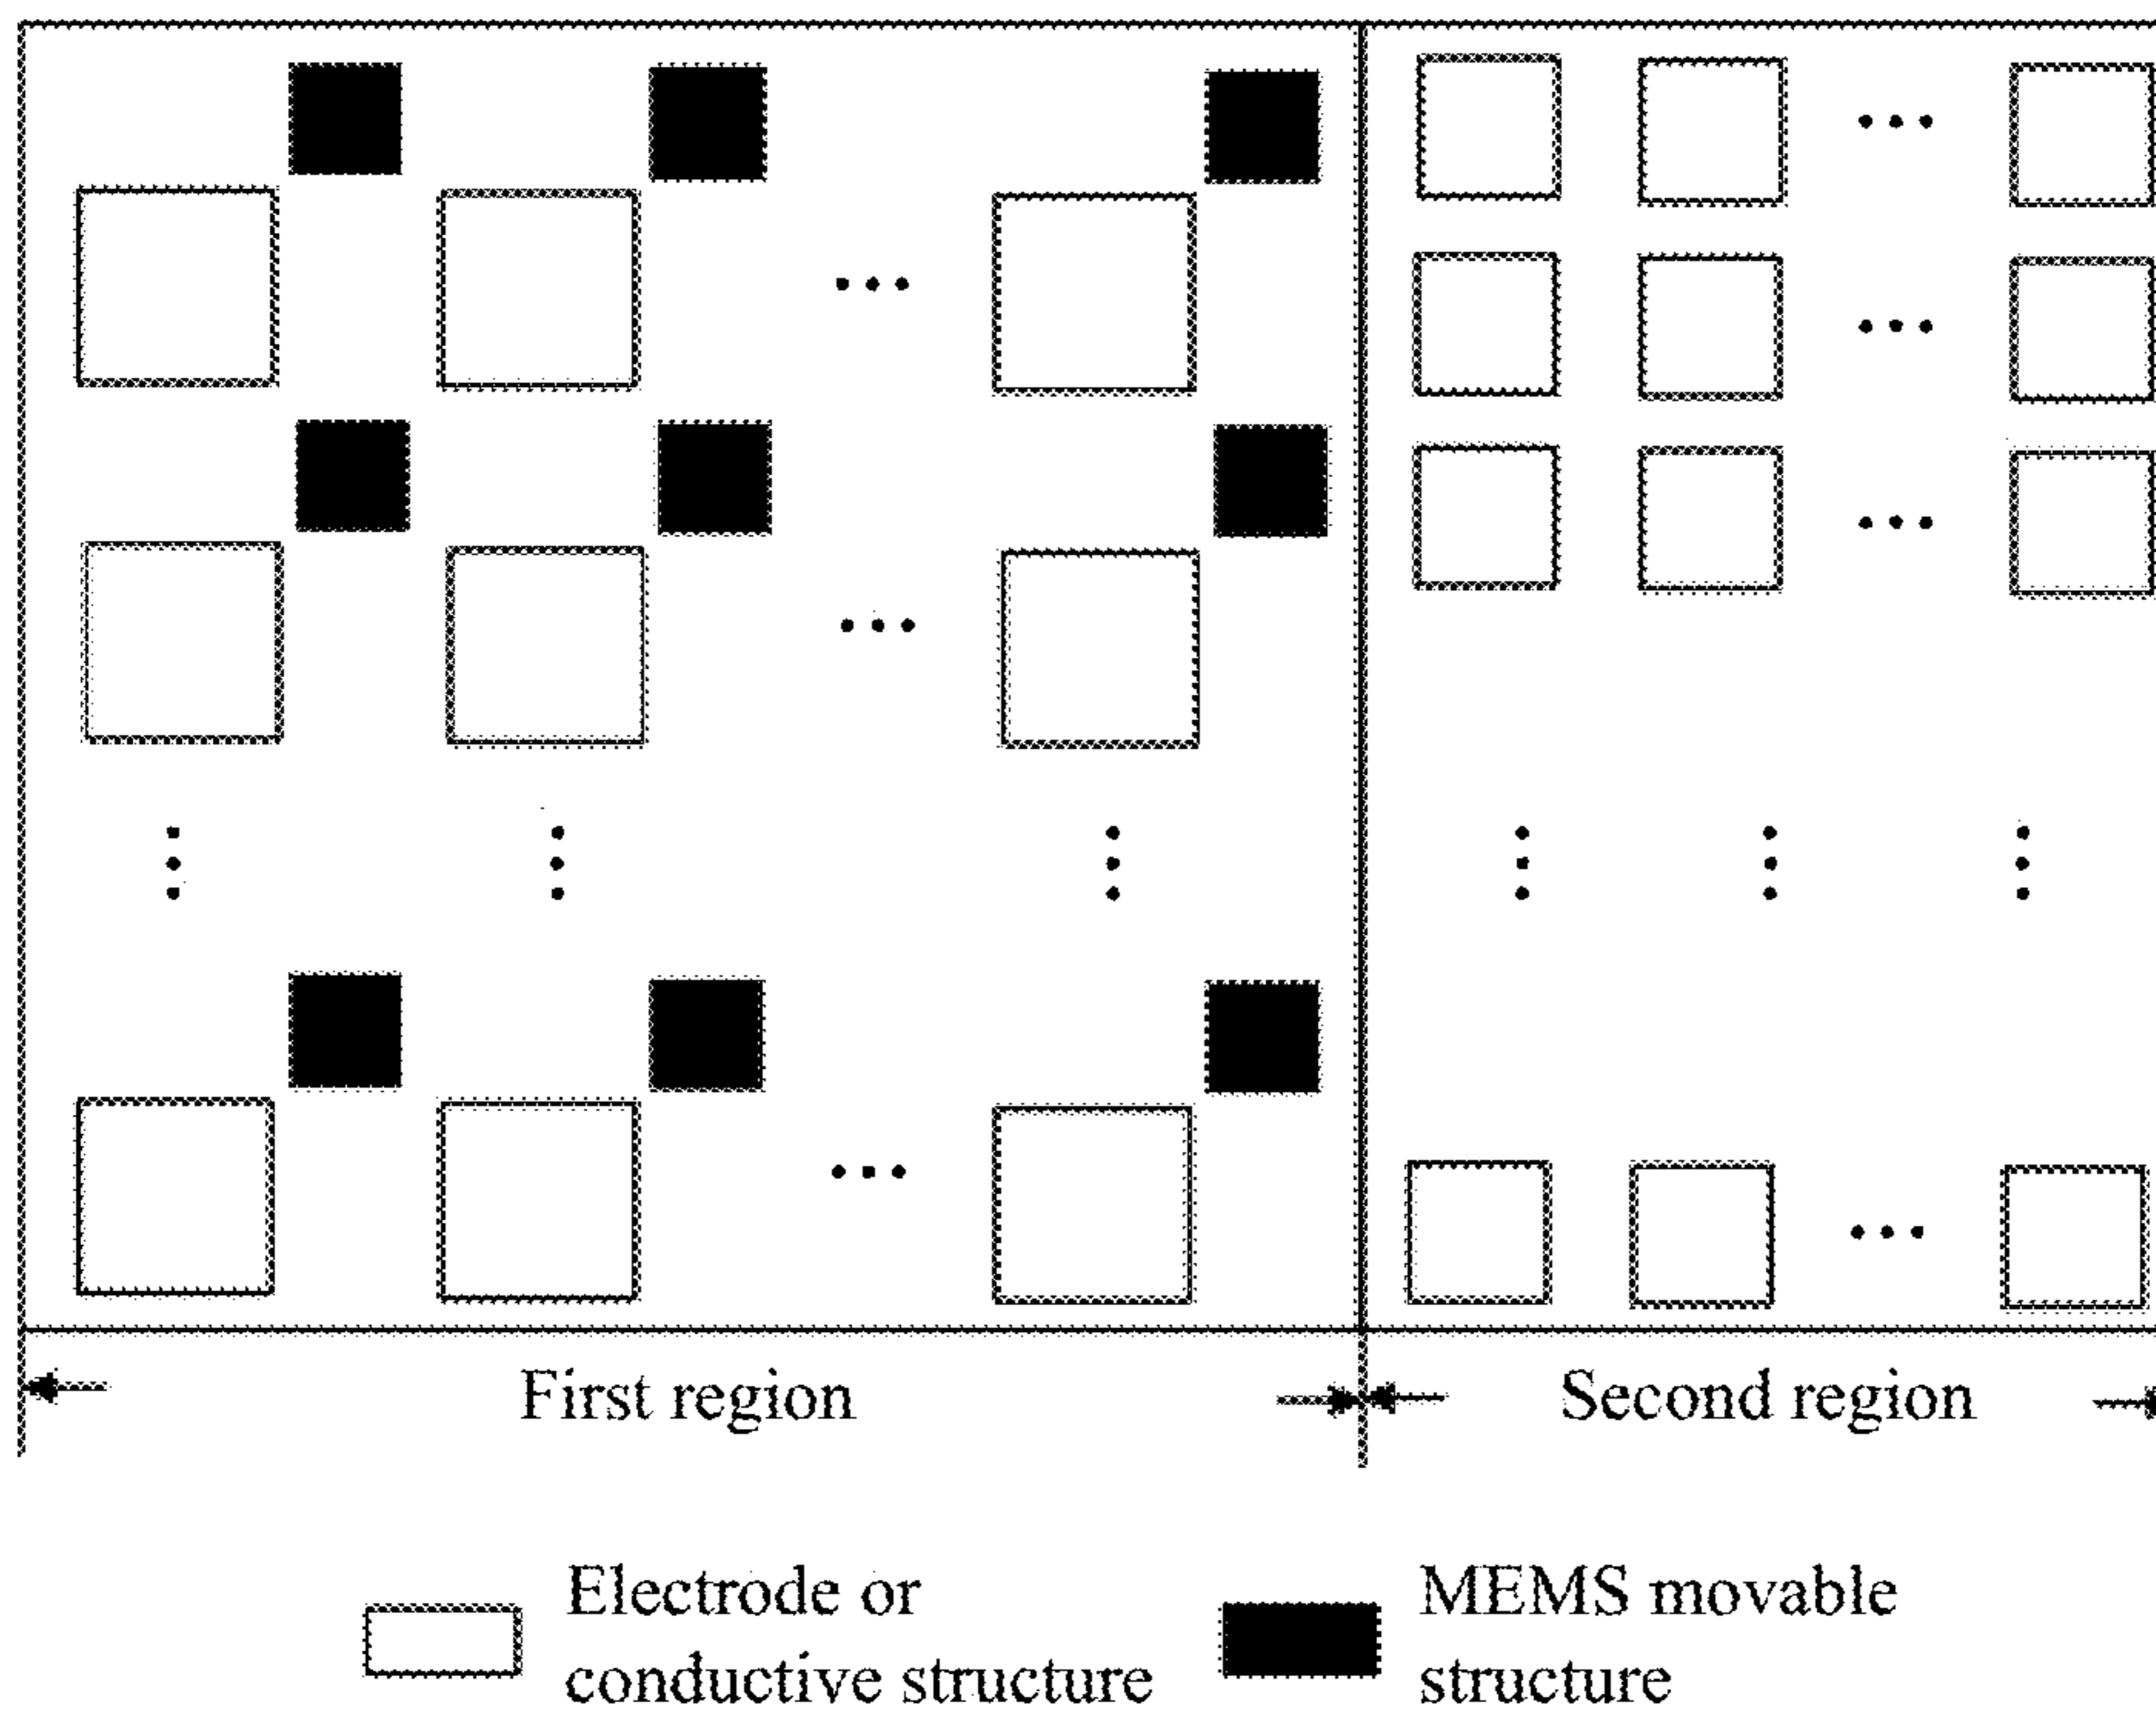 First region
Second region
Electrode or
conductive structure
MEMS movable
structure